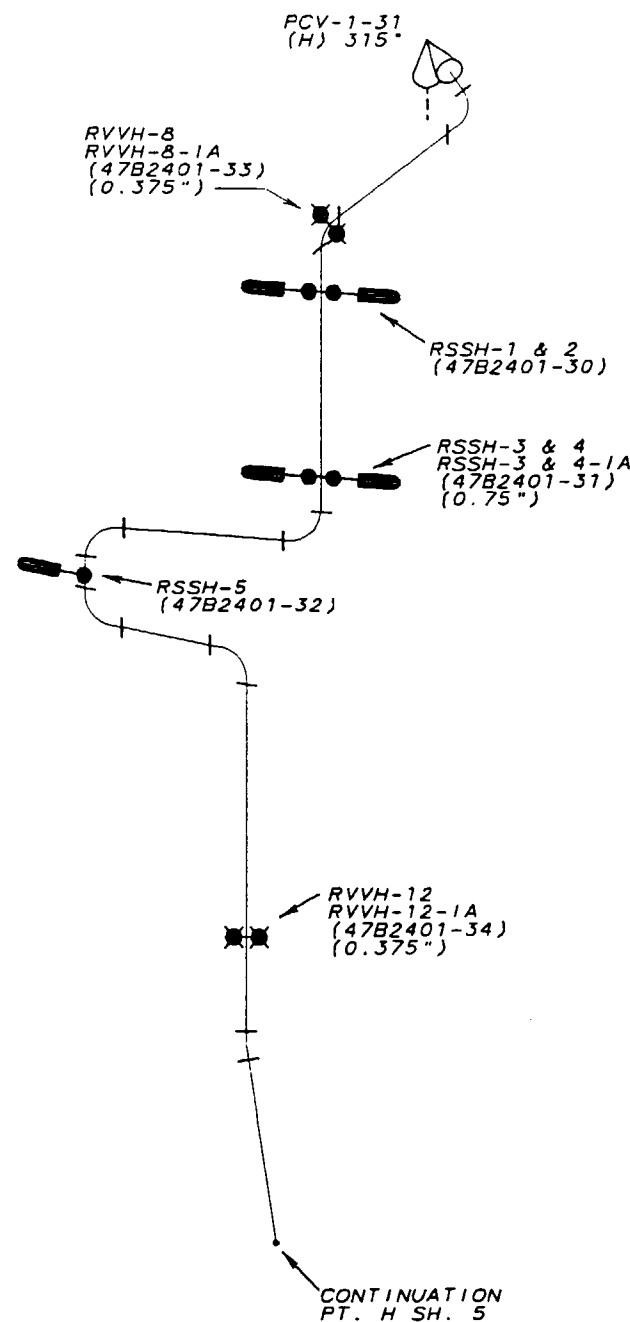 PCV-1-31
(H) 315°
RVVH-8
RVVH-8-1A
(47B2401-33)
(0.375")
RSSH-1 & 2
(47B2401-30)
RSSH-3 & 4
RSSH-3 & 4-1A
(47B2401-31)
(0.75")
RSSH-5
(47B2401-32)
RVVH-12
RVVH-12-1A
(47B2401-34)
(0.375")
CONTINUATION
PT. H SH. 5